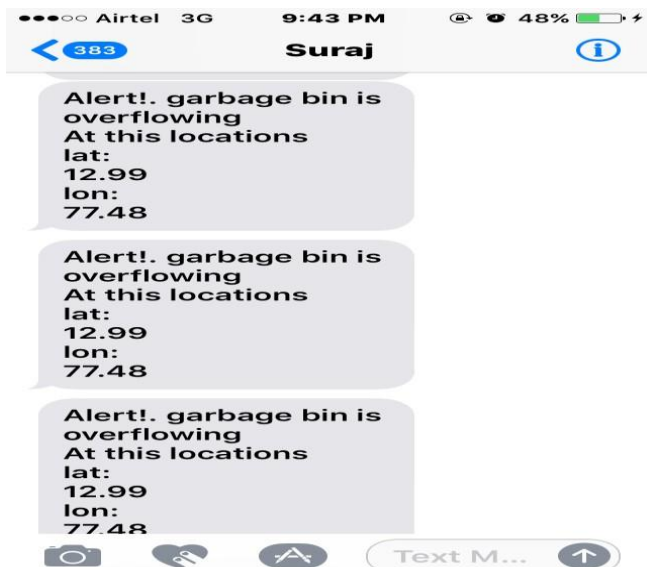 Airtel 3G 9:43 PM 48%
383 Suraj
Alert!. garbage bin is
overflowing
At this locations
lat:
12.99
lon:
77.48
Alert!. garbage bin is
overflowing
At this locations
lat:
12.99
lon:
77.48
Alert!. garbage bin is
overflowing
At this locations
lat:
12.99
lon:
77.48
Text M...